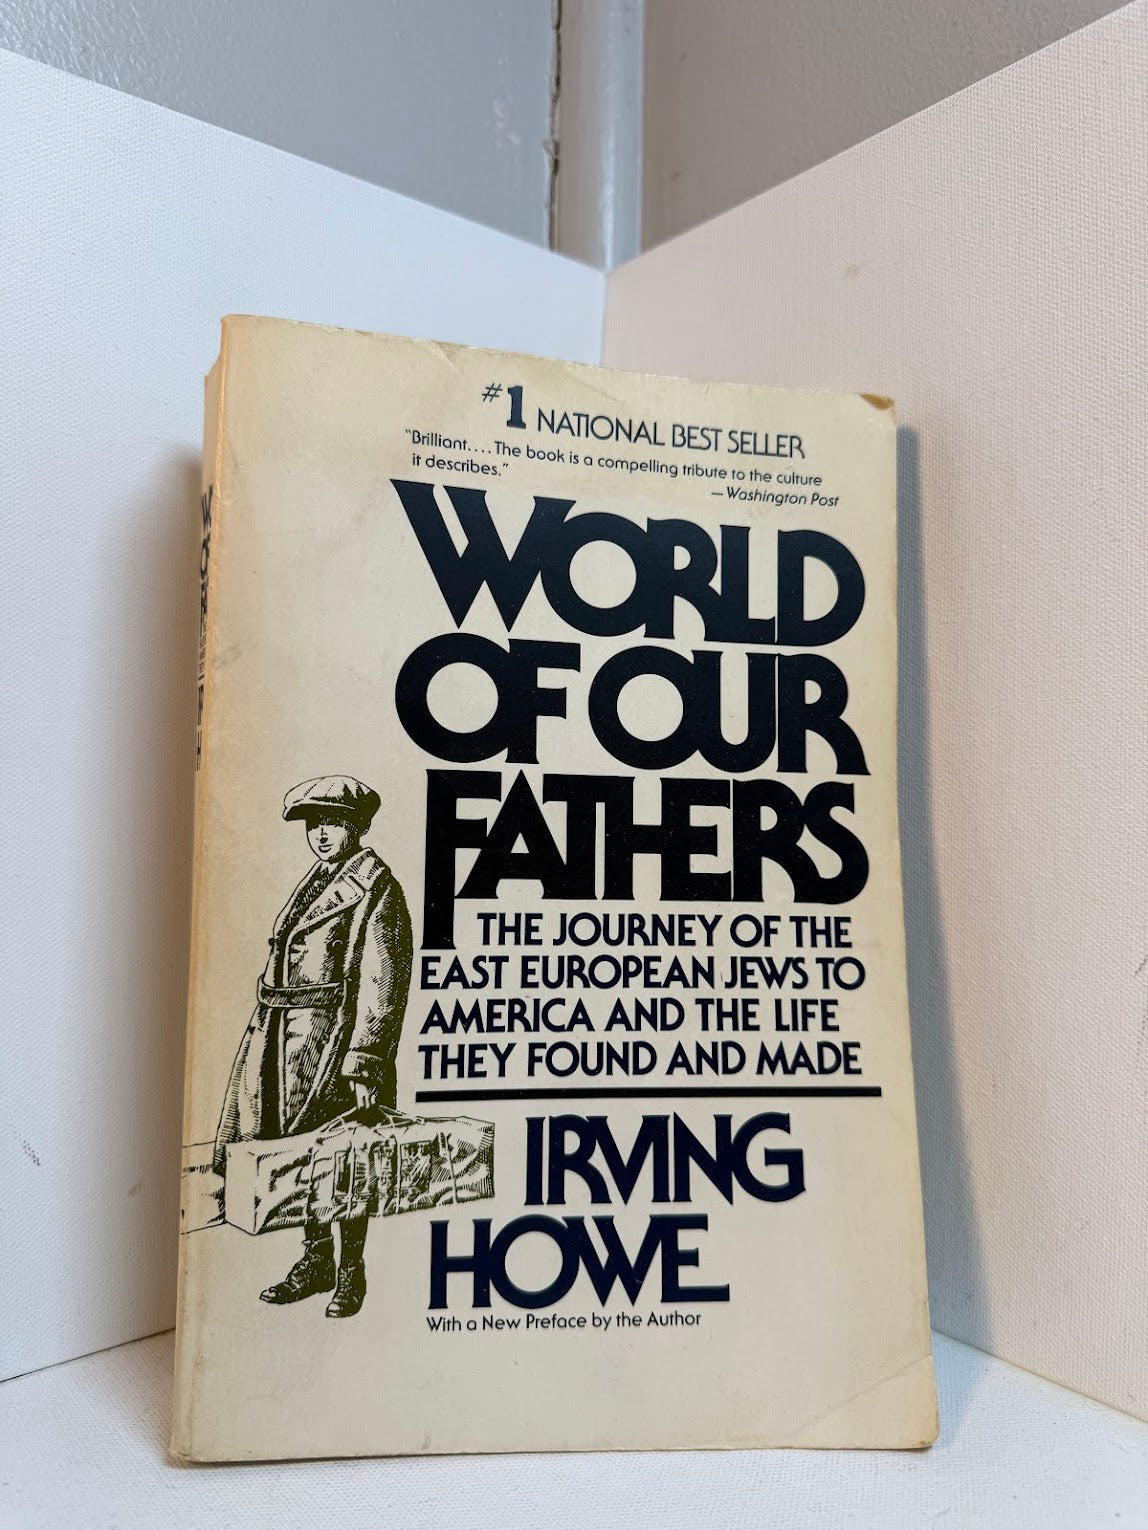 #1 NATIONAL BEST SELLER
"Brilliant.... The book is a compelling tribute to the culture
it describes."
—Washington Post
WORLD
OF OUR
FATHERS
THE JOURNEY OF THE
EAST EUROPEAN JEWS TO
AMERICA AND THE LIFE
THEY FOUND AND MADE
IRVING
HOWE
With a New Preface by the Author